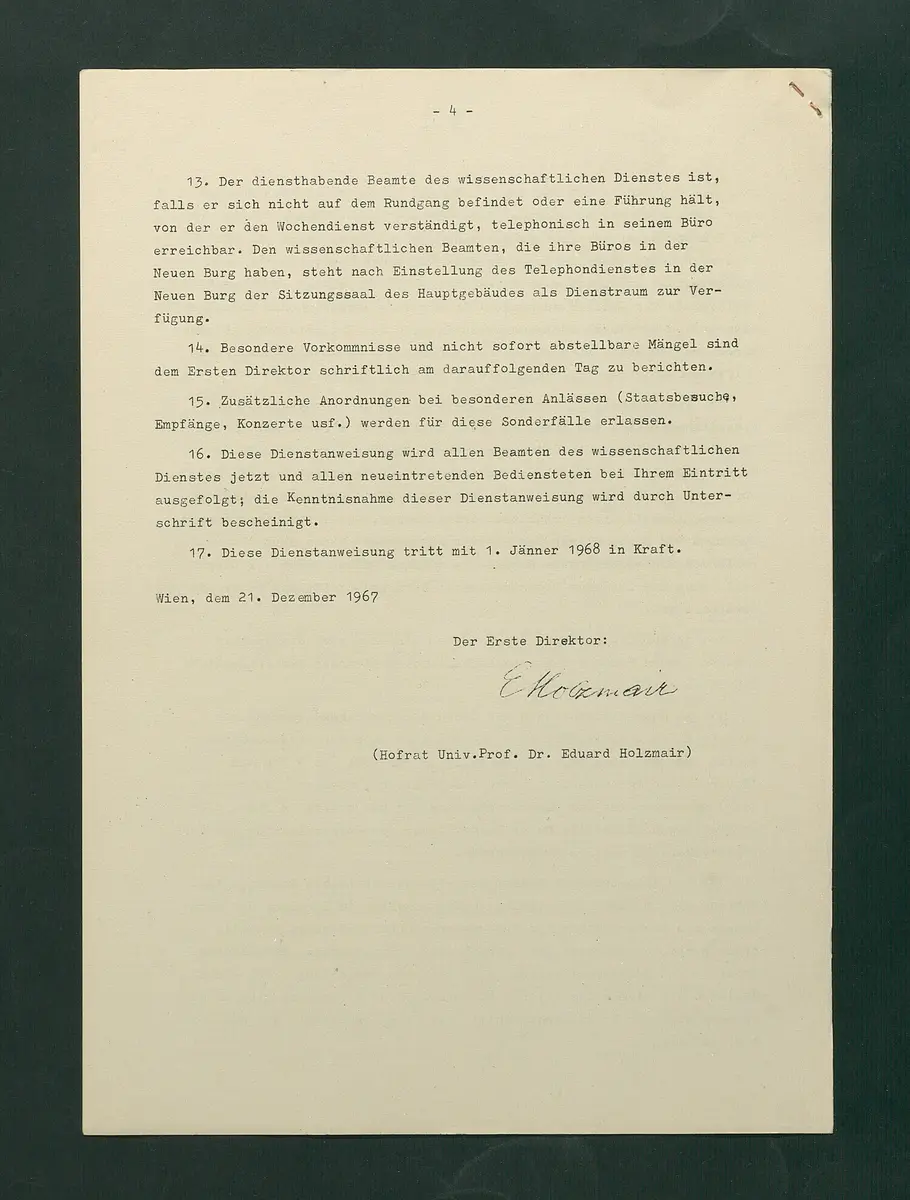 - 4 -
13. Der diensthabende Beamte des wissenschaftlichen Dienstes ist,
falls er sich nicht auf dem Rundgang befindet oder eine Führung hält,
von der er den Wochendienst verständigt, telephonisch in seinem Büro
erreichbar. Den wissenschaftlichen Beamten, die ihre Büros in der
Neuen Burg haben, steht nach Einstellung des Telephondienstes in der
Neuen Burg der Sitzungssaal des Hauptgebäudes als Dienstraum zur Ver-
fügung.
14. Besondere Vorkommnisse und nicht sofort abstellbare Mängel sind
dem Ersten Direktor schriftlich am darauffolgenden Tag zu berichten.
15. Zusätzliche Anordnungen bei besonderen Anlässen (Staatsbesuche,
Empfänge, Konzerte usf.) werden für diese Sonderfälle erlassen.
16. Diese Dienstanweisung wird allen Beamten des wissenschaftlichen
Dienstes jetzt und allen neueintretenden Bediensteten bei Ihrem Eintritt
ausgefolgt; die Kenntnisnahme dieser Dienstanweisung wird durch Unter-
schrift bescheinigt.
17. Diese Dienstanweisung tritt mit 1. Jänner 1968 in Kraft.
Wien, dem 21. Dezember 1967
Der Erste Direktor:
E Holzmair
(Hofrat Univ.Prof. Dr. Eduard Holzmair)